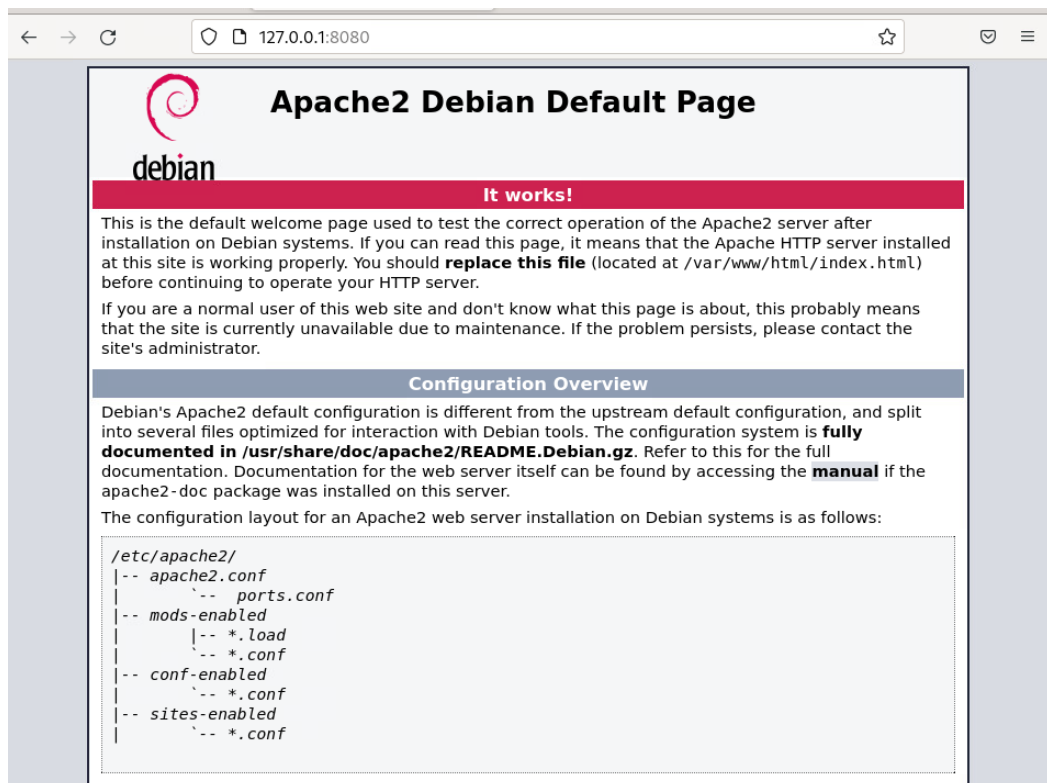 127.0.0.1:8080
Apache2 Debian Default Page
debian
It works!
This is the default welcome page used to test the correct operation of the Apache2 server after
installation on Debian systems. If you can read this page, it means that the Apache HTTP server installed
at this site is working properly. You should replace this file (located at /var/www/html/index.html)
before continuing to operate your HTTP server.
If you are a normal user of this web site and don't know what this page is about, this probably means
that the site is currently unavailable due to maintenance. If the problem persists, please contact the
site's administrator.
Configuration Overview
Debian's Apache2 default configuration is different from the upstream default configuration, and split
into several files optimized for interaction with Debian tools. The configuration system is fully
documented in /usr/share/doc/apache2/README.Debian.gz. Refer to this for the full
documentation. Documentation for the web server itself can be found by accessing the manual if the
apache2-doc package was installed on this server.
The configuration layout for an Apache2 web server installation on Debian systems is as follows:
/etc/apache2/
|-- apache2.conf
|       `--  ports.conf
|-- mods-enabled
|       |-- *.load
|       `-- *.conf
|-- conf-enabled
|       `-- *.conf
|-- sites-enabled
|       `-- *.conf